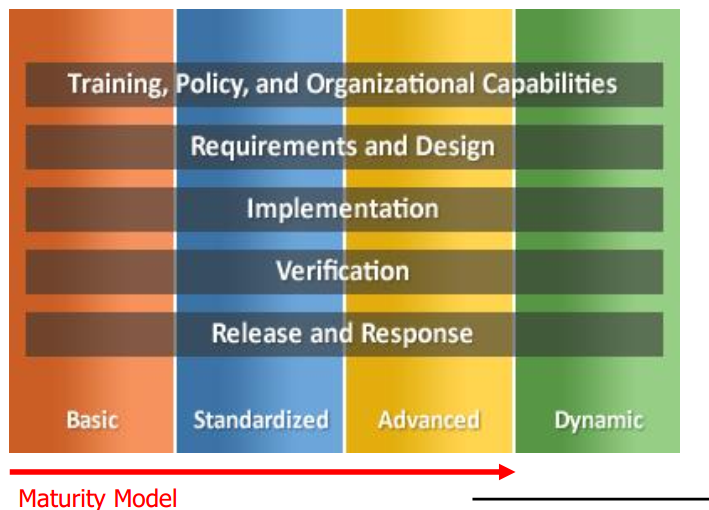 Training, Policy, and Organizational Capabilities
Requirements and Design
Implementation
Verification
Release and Response
Basic
Standardized
Advanced
Dynamic
Maturity Model